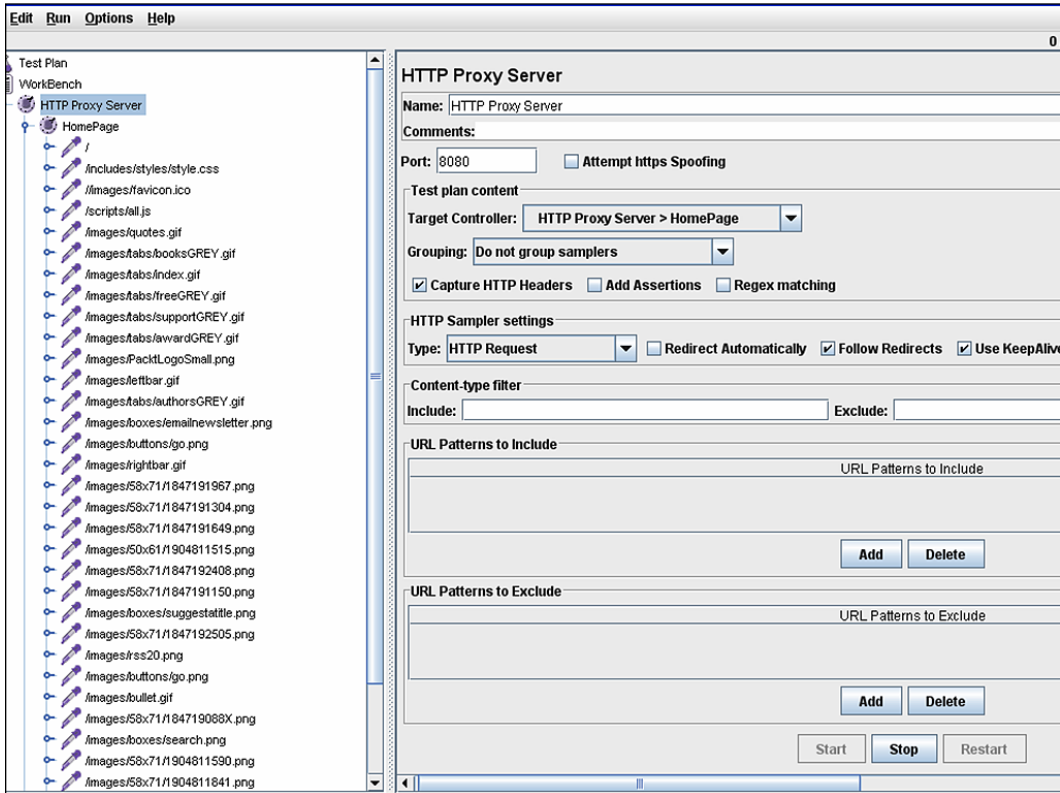 Edit Run Options Help
0
Test Plan
WorkBench
HTTP Proxy Server
HomePage
/
/includes/styles/style.css
//images/favicon.ico
/scripts/all.js
/images/quotes.gif
/images/tabs/booksGREY.gif
/images/tabs/index.gif
/images/tabs/freeGREY.gif
/images/tabs/supportGREY.gif
/images/tabs/awardGREY.gif
/images/PacktLogoSmall.png
/images/leftbar.gif
/images/tabs/authorsGREY.gif
/images/boxes/emailnewsletter.png
/images/buttons/go.png
/images/rightbar.gif
/images/58x71/1847191967.png
/images/58x71/1847191304.png
/images/58x71/1847191649.png
/images/50x61/1904811515.png
/images/58x71/1847192408.png
/images/58x71/1847191150.png
/images/boxes/suggestatitle.png
/images/58x71/1847192505.png
/images/rss20.png
/images/buttons/go.png
/images/bullet.gif
/images/58x71/184719088X.png
/images/boxes/search.png
/images/58x71/1904811590.png
/images/58x71/1904811841.png
HTTP Proxy Server
Name: HTTP Proxy Server
Comments:
Port: 8080 Attempt https Spoofing
Test plan content
Target Controller: HTTP Proxy Server > HomePage
Grouping: Do not group samplers
Capture HTTP Headers Add Assertions Regex matching
HTTP Sampler settings
Type: HTTP Request Redirect Automatically Follow Redirects Use KeepAlive
Content-type filter
Include: Exclude:
URL Patterns to Include
URL Patterns to Include
Add Delete
URL Patterns to Exclude
URL Patterns to Exclude
Add Delete
Start Stop Restart